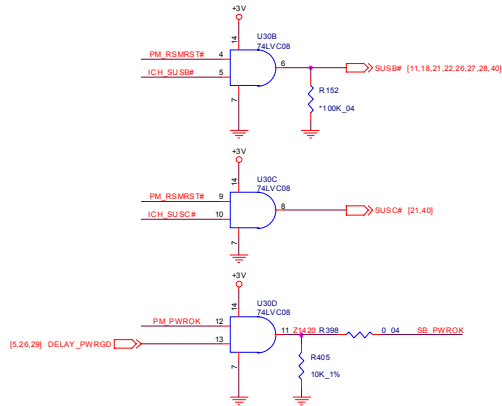 +3V
U30B
74LVC08
14
PM_RSMRST# 4
ICH_SUSB# 5
6
SUSB# [11,18,21,22,26,27,28,40]
7
R152
*100K_04
+3V
U30C
74LVC08
14
PM_RSMRST# 9
ICH_SUSC# 10
8
SUSC# [21,40]
7
+3V
U30D
74LVC08
14
PM_PWROK 12
11 Z1420 R398 0_04 SB_PWROK
[5,26,29] DELAY_PWRGD 13
7
R405
10K_1%